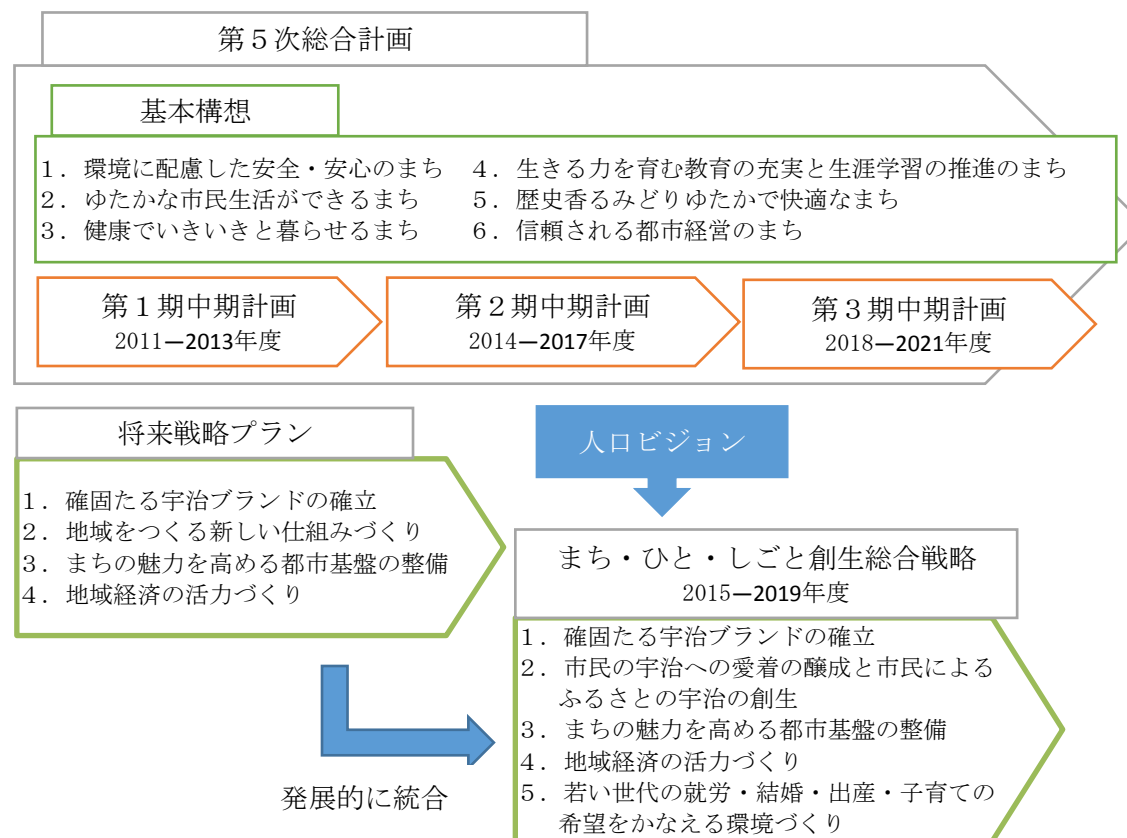 第５次総合計画
基本構想
１．環境に配慮した安全・安心のまち
２．ゆたかな市民生活ができるまち
３．健康でいきいきと暮らせるまち
４．生きる力を育む教育の充実と生涯学習の推進のまち
５．歴史香るみどりゆたかで快適なまち
６．信頼される都市経営のまち
第１期中期計画
2011―2013年度
第２期中期計画
2014―2017年度
第３期中期計画
2018―2021年度
将来戦略プラン
１．確固たる宇治ブランドの確立
２．地域をつくる新しい仕組みづくり
３．まちの魅力を高める都市基盤の整備
４．地域経済の活力づくり
人口ビジョン
まち・ひと・しごと創生総合戦略
2015―2019年度
１．確固たる宇治ブランドの確立
２．市民の宇治への愛着の醸成と市民による
ふるさとの宇治の創生
３．まちの魅力を高める都市基盤の整備
４．地域経済の活力づくり
５．若い世代の就労・結婚・出産・子育ての
希望をかなえる環境づくり
発展的に統合